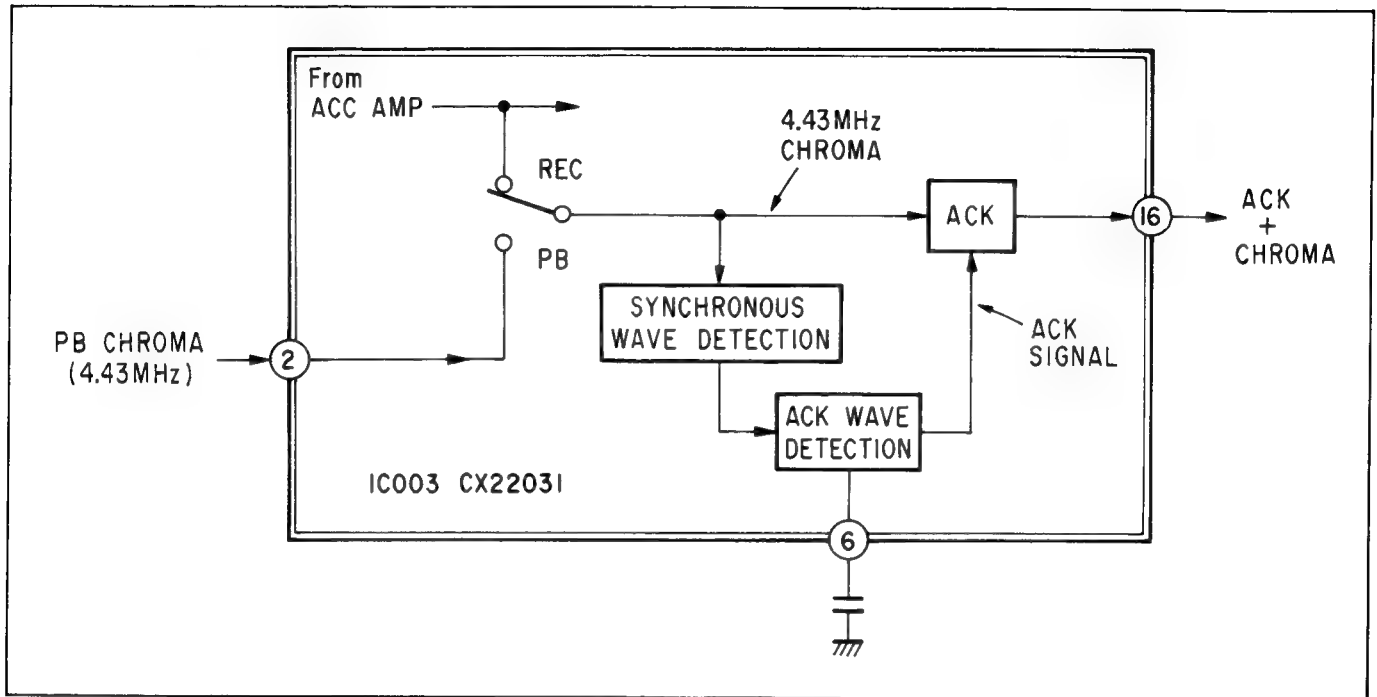 From
ACC AMP
REC
PB
4.43MHz
CHROMA
ACK
16
ACK
+
CHROMA
SYNCHRONOUS
WAVE DETECTION
PB CHROMA
(4.43MHz)
2
ACK
SIGNAL
ACK WAVE
DETECTION
IC003 CX22031
6